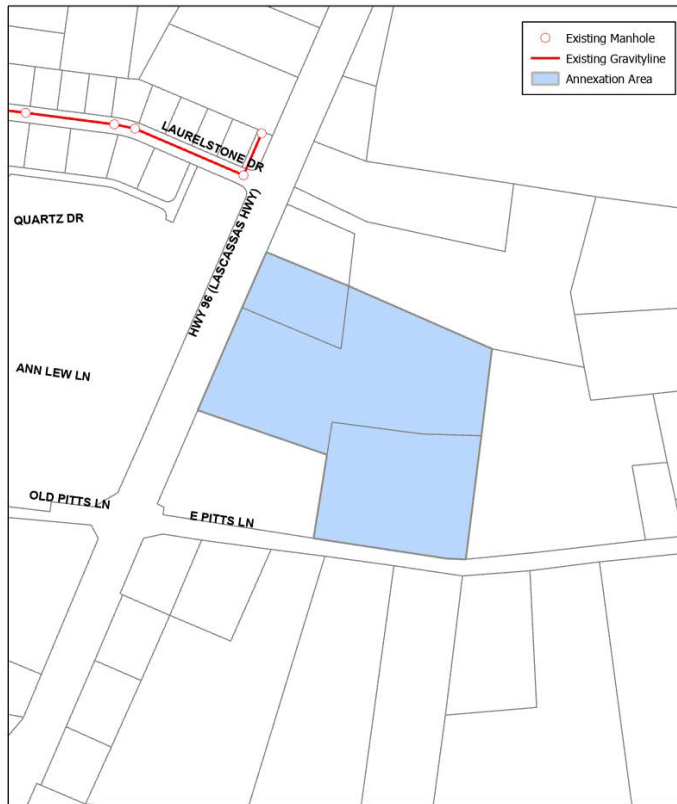 Existing Manhole
Existing Gravityline
Annexation Area
LAURELSTONE DR
QUARTZ DR
HWY 96 (LASCASSAS HWY)
ANN LEW LN
OLD PITTS LN
E PITTS LN